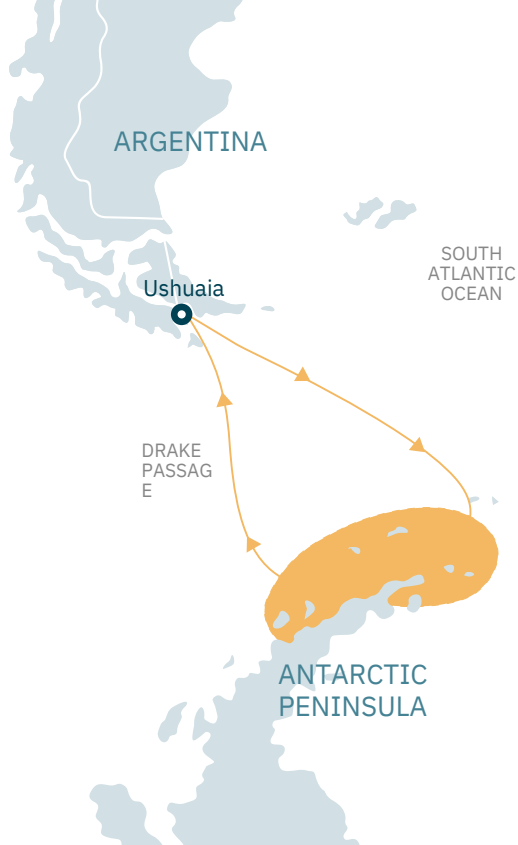 ARGENTINA
SOUTH
ATLANTIC
OCEAN
Ushuaia
DRAKE
PASSAG
E
ANTARCTIC
PENINSULA